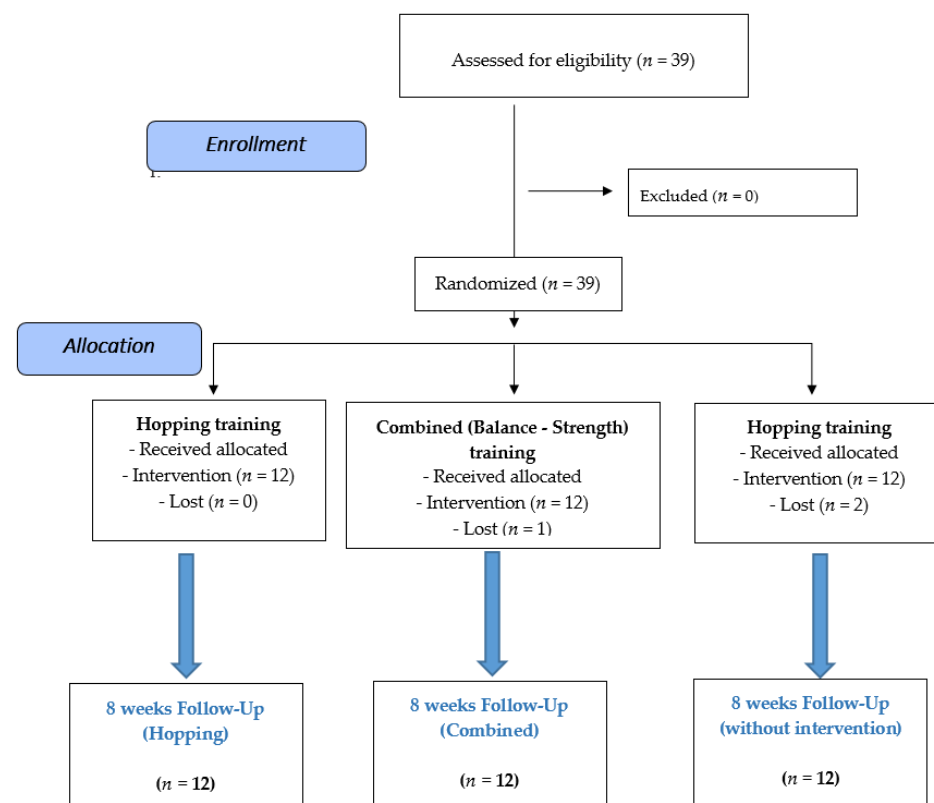 Assessed for eligibility (n = 39)
Enrollment
Excluded (n = 0)
Randomized (n = 39)
Allocation
Hopping training
- Received allocated
- Intervention (n = 12)
- Lost (n = 0)
Combined (Balance - Strength)
training
- Received allocated
- Intervention (n = 12)
- Lost (n = 1)
Hopping training
- Received allocated
- Intervention (n = 12)
- Lost (n = 2)
8 weeks Follow-Up
(Hopping)
(n = 12)
8 weeks Follow-Up
(Combined)
(n = 12)
8 weeks Follow-Up
(without intervention)
(n = 12)